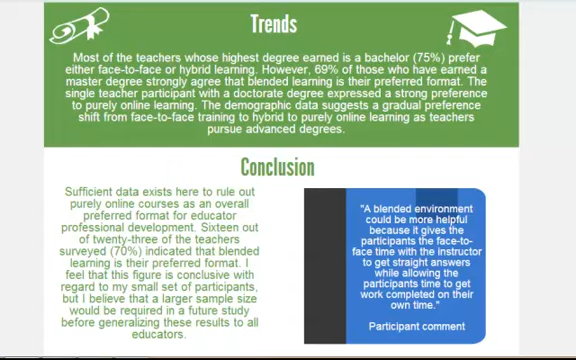 Trends
Most of the teachers whose highest degree earned is a bachelor (75%) prefer
either face-to-face or hybrid learning. However, 69% of those who have earned a
master degree strongly agree that blended learning is their preferred format. The
single teacher participant with a doctorate degree expressed a strong preference
to purely online learning. The demographic data suggests a gradual preference
shift from face-to-face training to hybrid to purely online learning as teachers
pursue advanced degrees.
Conclusion
Sufficient data exists here to rule out
purely online courses as an overall
preferred format for educator
professional development. Sixteen out
of twenty-three of the teachers
surveyed (70%) indicated that blended
learning is their preferred format. I
feel that this figure is conclusive with
regard to my small set of participants,
but I believe that a larger sample size
would be required in a future study
before generalizing these results to all
educators.
"A blended environment
could be more helpful
because it gives the
participants the face-to-
face time with the instructor
to get straight answers
while allowing the
participants time to get
work completed on their
own time."
Participant comment